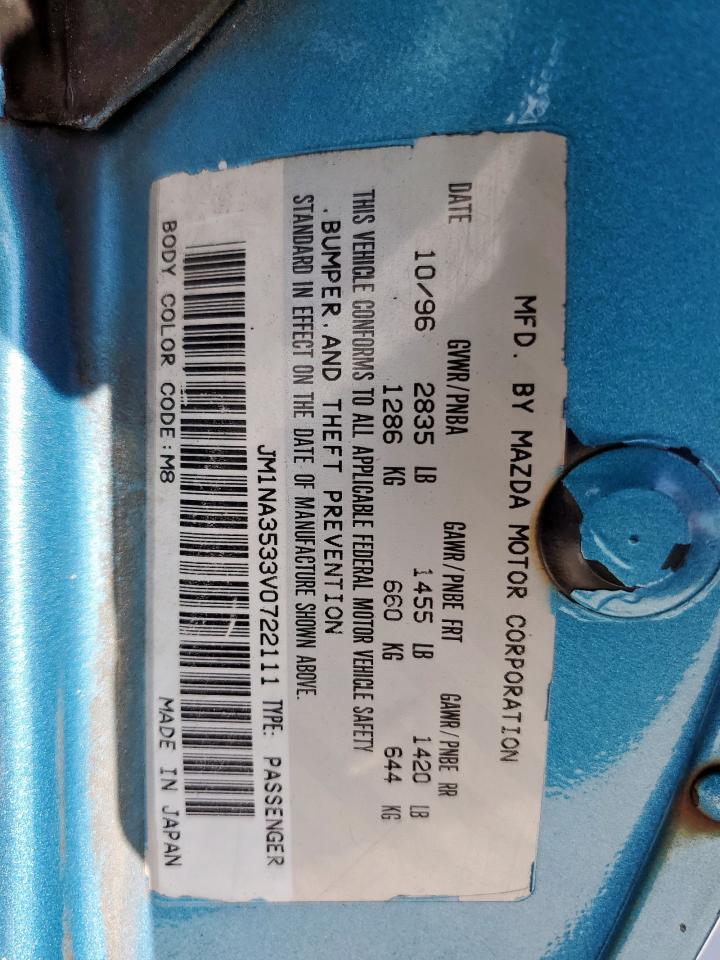 MFD. BY MAZDA MOTOR CORPORATION
DATE GVWR/PNBA GAWR/PNBE FRT GAWR/PNBE RR
10/96 2835 LB 1455 LB 1420 LB
1286 KG 660 KG 644 KG
THIS VEHICLE CONFORMS TO ALL APPLICABLE FEDERAL MOTOR VEHICLE SAFETY
. BUMPER.AND THEFT PREVENTION
STANDARD IN EFFECT ON THE DATE OF MANUFACTURE SHOWN ABOVE.
JM1NA3533V0722111 TYPE: PASSENGER
BODY COLOR CODE:M8 MADE IN JAPAN